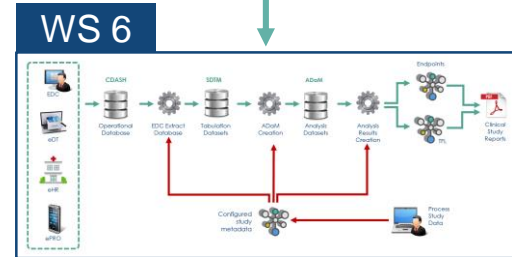 WS 6
EDC
eDT
eHR
ePRO
CDASH
Operational
Database
EDC Extract
Database
SDTM
Tabulation
Datasets
ADaM
Creation
ADaM
Analysis
Datasets
Analysis
Results
Creation
Endpoints
TFL
PDF
Clinical
Study
Reports
Configured
study
metadata
Process
Study
Data